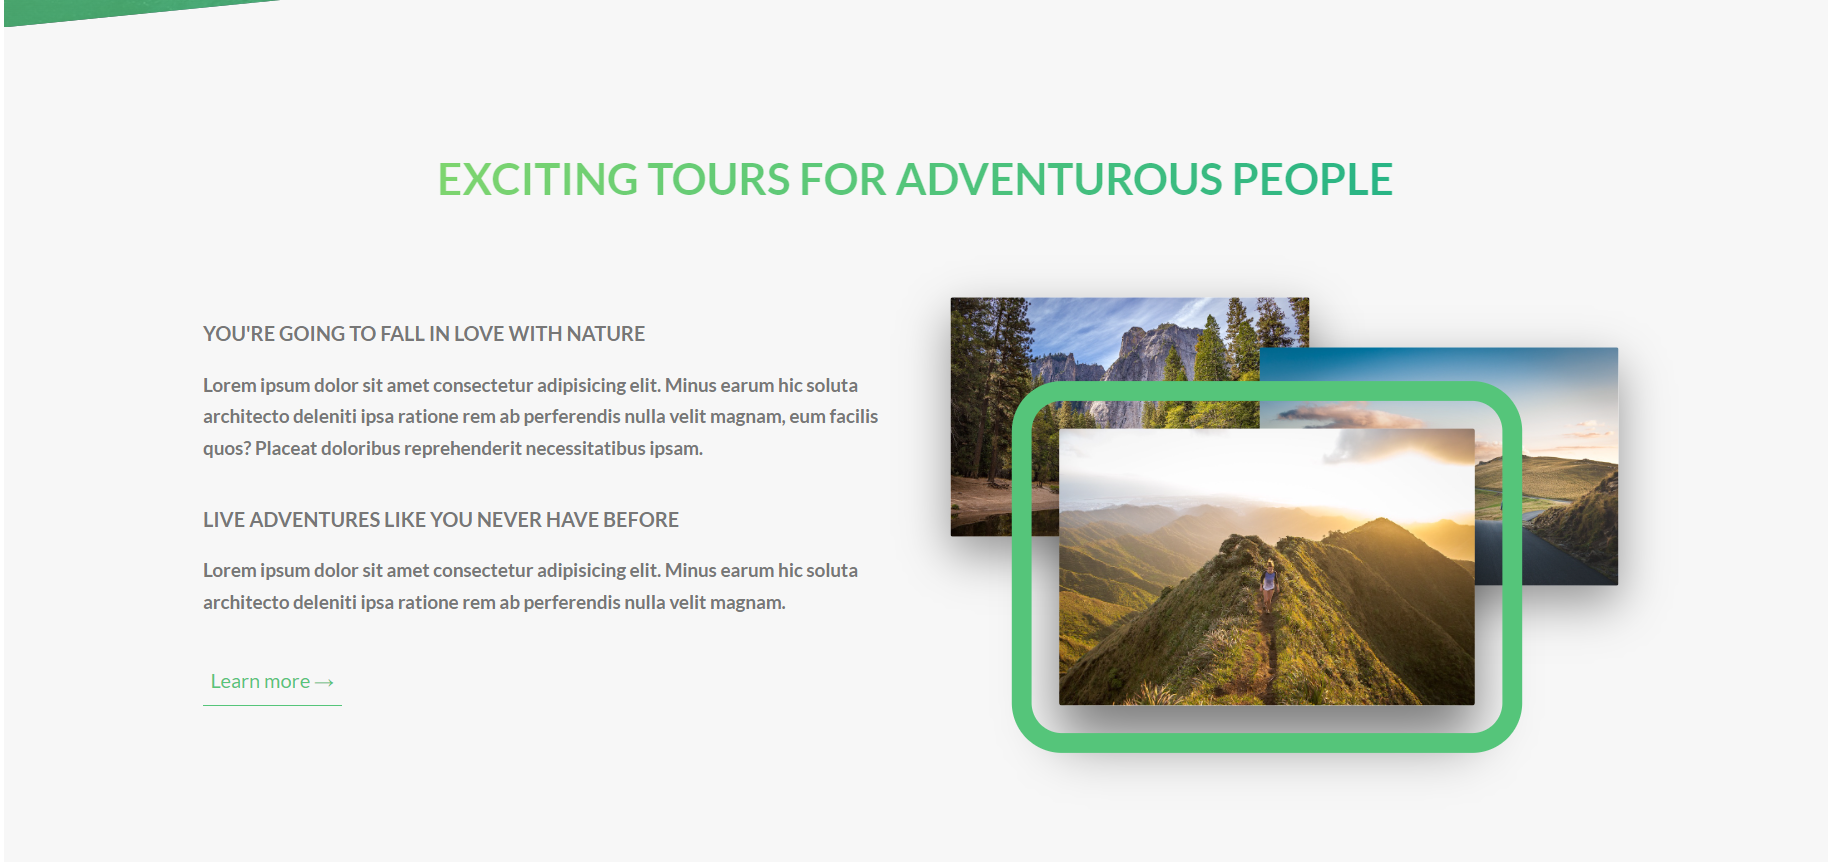 EXCITING TOURS FOR ADVENTUROUS PEOPLE
YOU'RE GOING TO FALL IN LOVE WITH NATURE
Lorem ipsum dolor sit amet consectetur adipisicing elit. Minus earum hic soluta
architecto deleniti ipsa ratione rem ab perferendis nulla velit magnam, eum facilis
quos? Placeat doloribus reprehenderit necessitatibus ipsam.
LIVE ADVENTURES LIKE YOU NEVER HAVE BEFORE
Lorem ipsum dolor sit amet consectetur adipisicing elit. Minus earum hic soluta
architecto deleniti ipsa ratione rem ab perferendis nulla velit magnam.
Learn more →